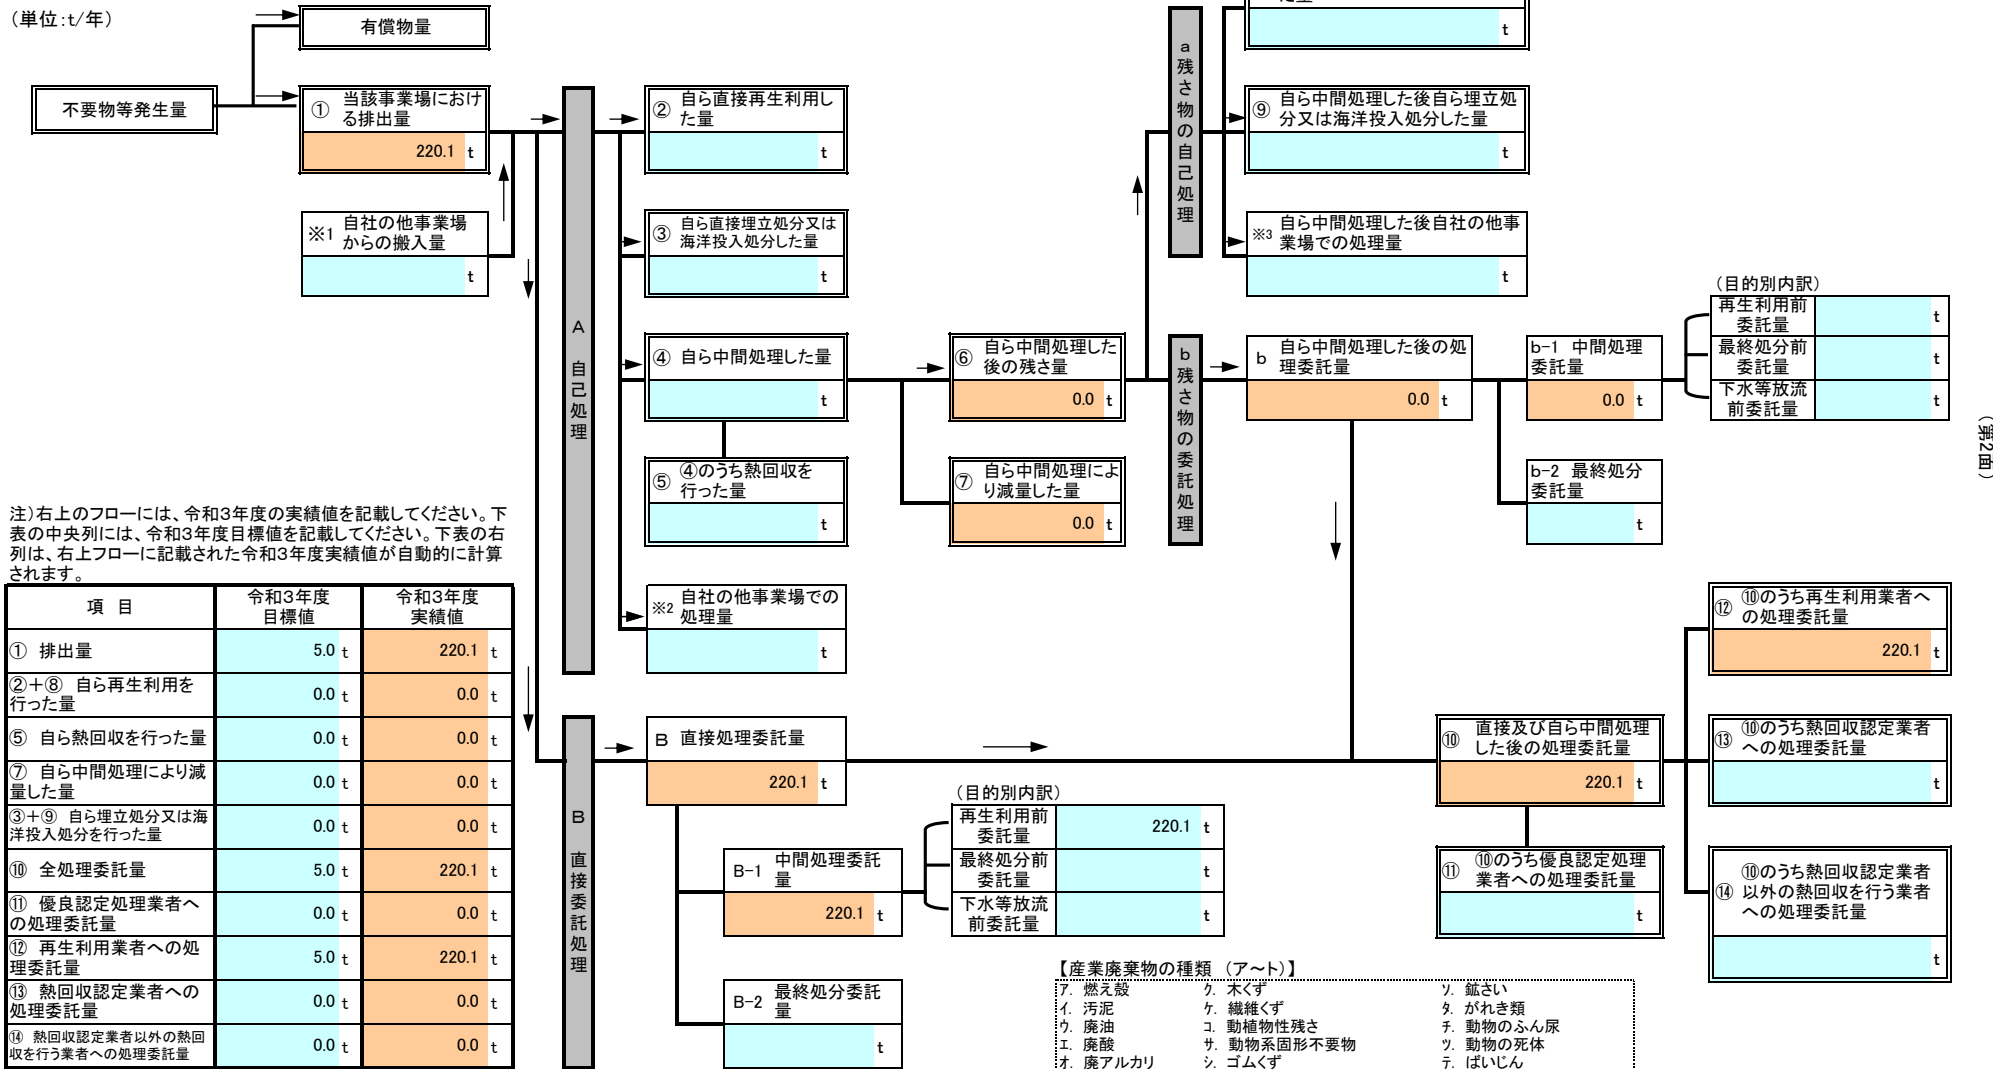 (単位:t/年)
有償物量
不要物等発生量
① 当該事業場におけ
る排出量
220.1 t
※1 自社の他事業場
からの搬入量
t
A 自己処理
② 自ら直接再生利用し
た量
t
③ 自ら直接埋立処分又は
海洋投入処分した量
t
④ 自ら中間処理した量
t
⑤ ④のうち熱回収を
行った量
t
※2 自社の他事業場での
処理量
t
⑥ 自ら中間処理した
後の残さ量
0.0 t
⑦ 自ら中間処理によ
り減量した量
0.0 t
a 残さ物の自己処理
t
⑨ 自ら中間処理した後自ら埋立処
分又は海洋投入処分した量
t
※3 自ら中間処理した後自社の他事
業場での処理量
t
b 残さ物の委託処理
b 自ら中間処理した後の処
理委託量
0.0 t
b-1 中間処理
委託量
0.0 t
b-2 最終処分
委託量
t
(目的別内訳)
再生利用前
委託量
t
最終処分前
委託量
t
下水等放流
前委託量
t
(第2面)
注)右上のフローには、令和3年度の実績値を記載してください。下
表の中央列には、令和3年度目標値を記載してください。下表の右
列は、右上フローに記載された令和3年度実績値が自動的に計算
されます。
項 目
令和3年度
目標値
令和3年度
実績値
① 排出量 5.0 t 220.1 t
②+⑧ 自ら再生利用を
行った量 0.0 t 0.0 t
⑤ 自ら熱回収を行った量 0.0 t 0.0 t
⑦ 自ら中間処理により減
量した量 0.0 t 0.0 t
③+⑨ 自ら埋立処分又は海
洋投入処分を行った量 0.0 t 0.0 t
⑩ 全処理委託量 5.0 t 220.1 t
⑪ 優良認定処理業者へ
の処理委託量 0.0 t 0.0 t
⑫ 再生利用業者への処
理委託量 5.0 t 220.1 t
⑬ 熱回収認定業者への
処理委託量 0.0 t 0.0 t
⑭ 熱回収認定業者以外の熱回
収を行う業者への処理委託量 0.0 t 0.0 t
B 直接委託処理
B 直接処理委託量
220.1 t
B-1 中間処理委託
量
220.1 t
B-2 最終処分委託
量
t
(目的別内訳)
再生利用前
委託量
220.1 t
最終処分前
委託量
t
下水等放流
前委託量
t
⑩ 直接及び自ら中間処理
した後の処理委託量
220.1 t
⑪ ⑩のうち優良認定処理
業者への処理委託量
t
⑫ ⑩のうち再生利用業者へ
の処理委託量
220.1 t
⑬ ⑩のうち熱回収認定業者
への処理委託量
t
⑭ ⑩のうち熱回収認定業者
以外の熱回収を行う業者
への処理委託量
t
【産業廃棄物の種類 (ア~ト)】
ア. 燃え殻 ク. 木くず ソ. 鉱さい
イ. 汚泥 ケ. 繊維くず タ. がれき類
ウ. 廃油 コ. 動植物性残さ チ. 動物のふん尿
エ. 廃酸 サ. 動物系固形不要物 ツ. 動物の死体
オ. 廃アルカリ シ. ゴムくず テ. ばいじん